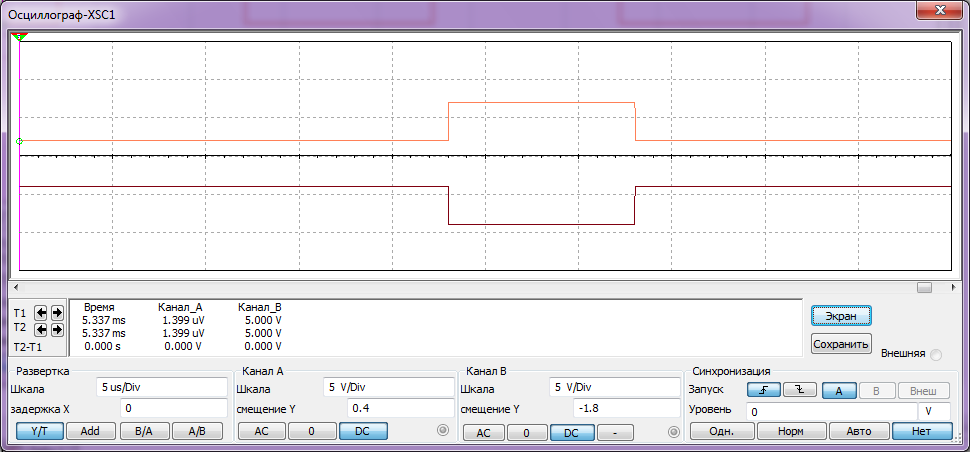 Осциллограф-XSC1
Время Канал_A Канал_B
T1 5.337 ms 1.399 uV 5.000 V
T2 5.337 ms 1.399 uV 5.000 V
T2-T1 0.000 s 0.000 V 0.000 V
Экран
Сохранить
Внешняя
Развертка
Шкала 5 us/Div
задержка X 0
Y/T Add B/A A/B
Канал A
Шкала 5 V/Div
смещение Y 0.4
AC 0 DC
Канал B
Шкала 5 V/Div
смещение Y -1.8
AC 0 DC -
Синхронизация
Запуск A B Внеш
Уровень 0 V
Одн. Норм Авто Нет